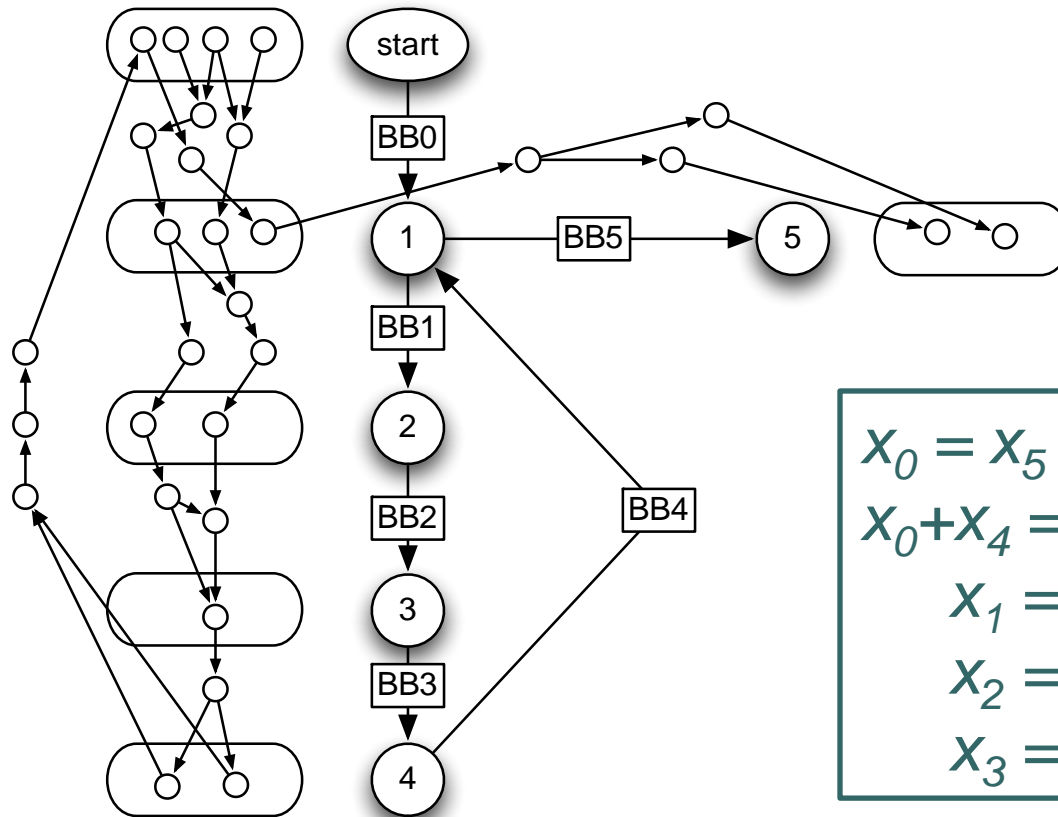 start
BB0
1
BB5
5
BB1
2
BB2
BB4
3
BB3
4
x₀ = x₅
x₀+x₄ =
x₁ =
x₂ =
x₃ =